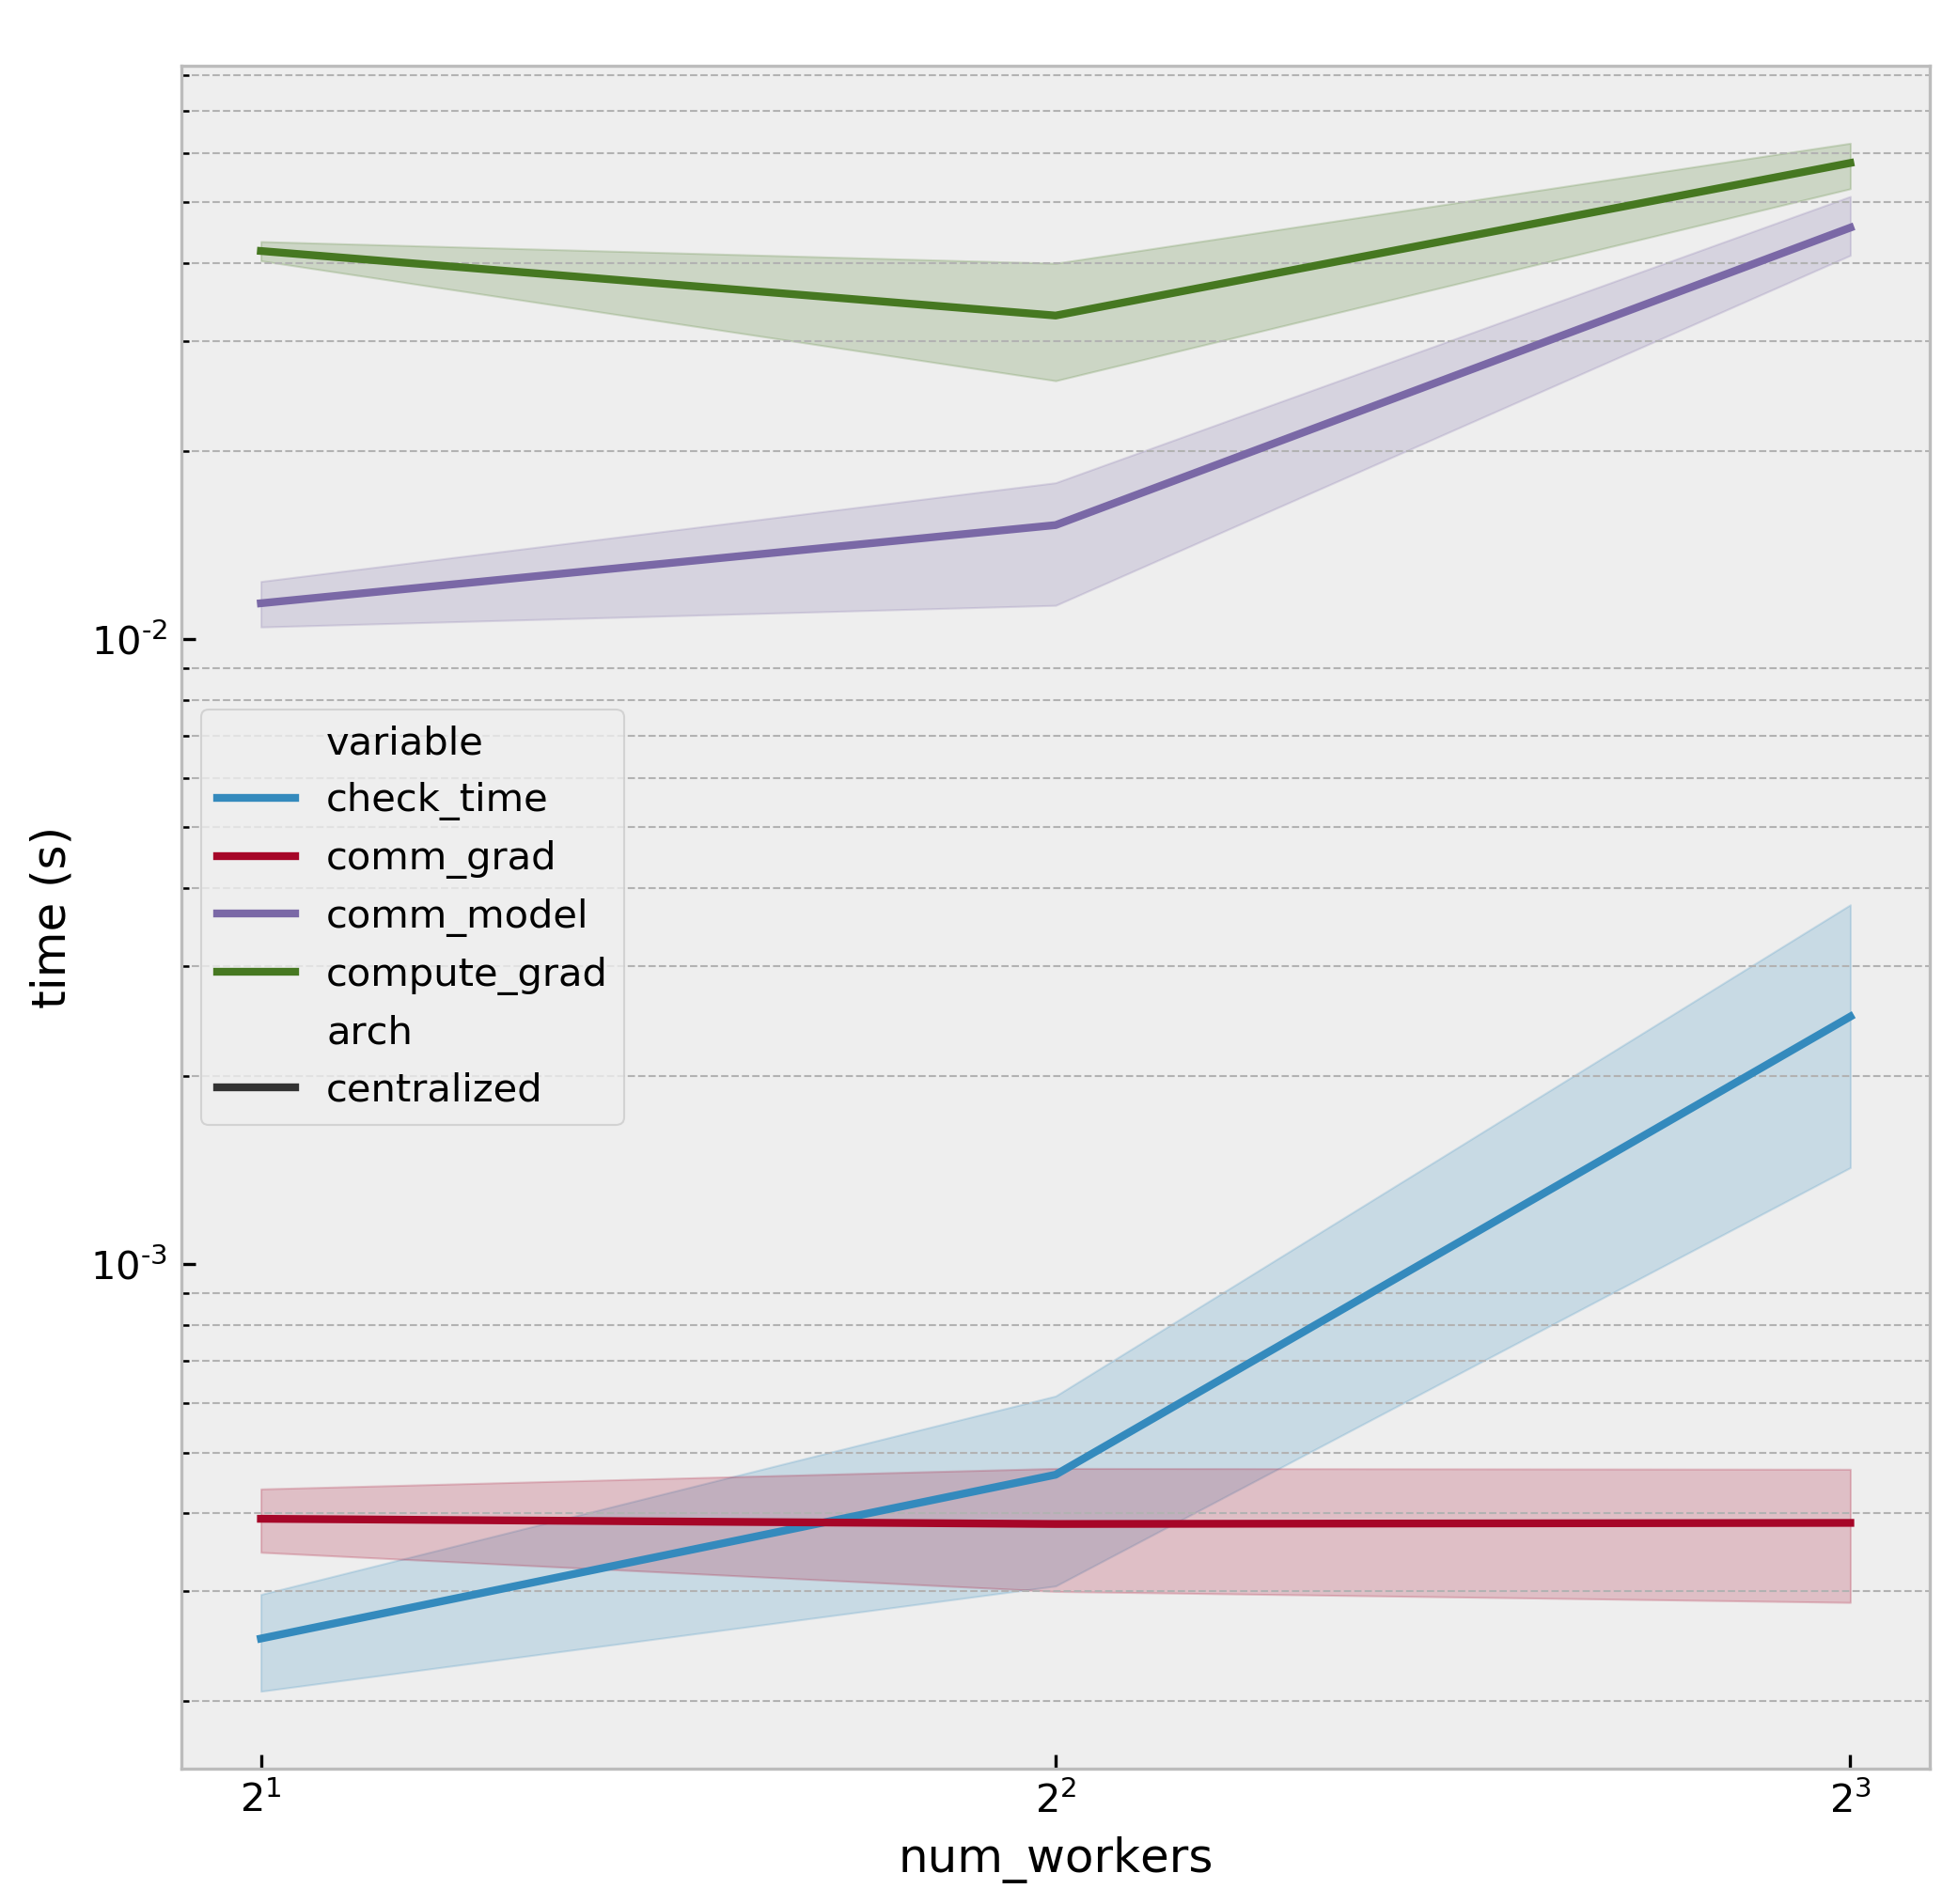 time (s)
10⁻²
10⁻³
variable
check_time
comm_grad
comm_model
compute_grad
arch
centralized
2¹ 2² 2³
num_workers